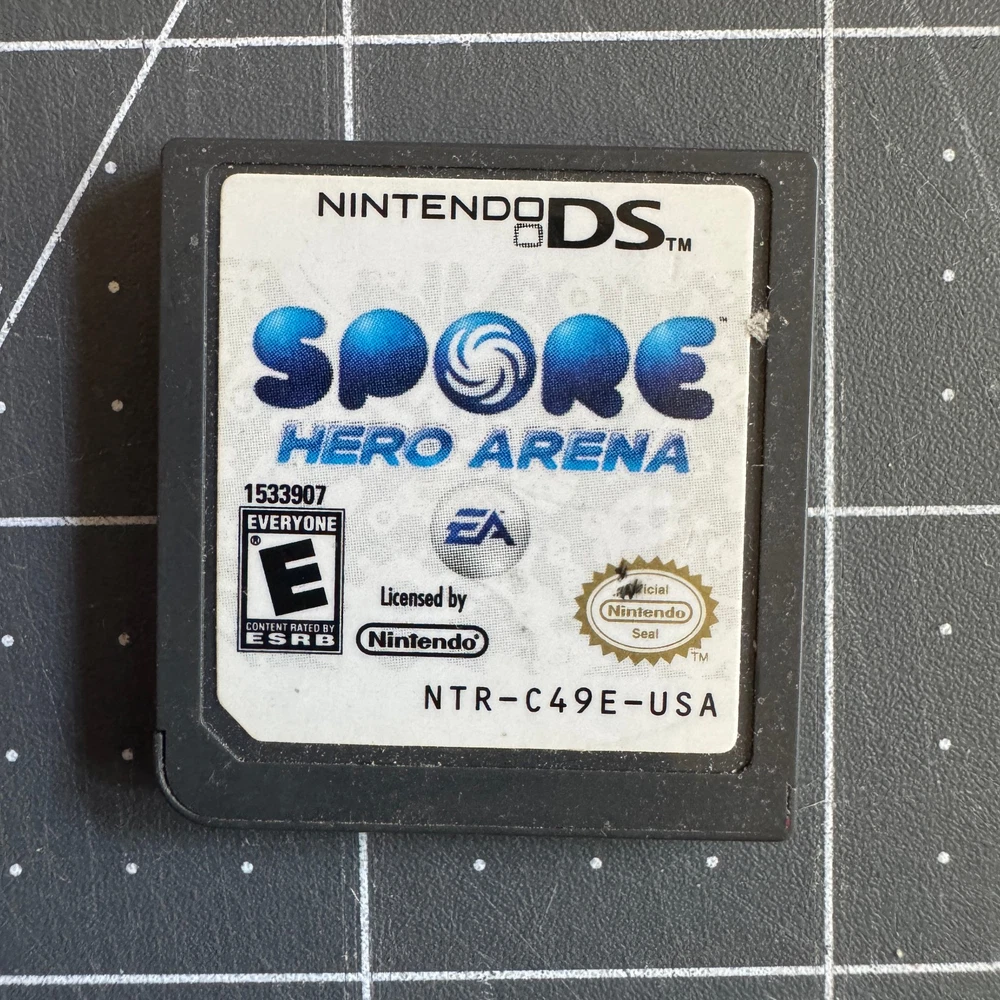 NINTENDO DS™
SPORE™
HERO ARENA
1533907
EVERYONE
E
®
CONTENT RATED BY
ESRB
EA™
Licensed by
Nintendo®
Nintendo
Seal
TM
NTR-C49E-USA